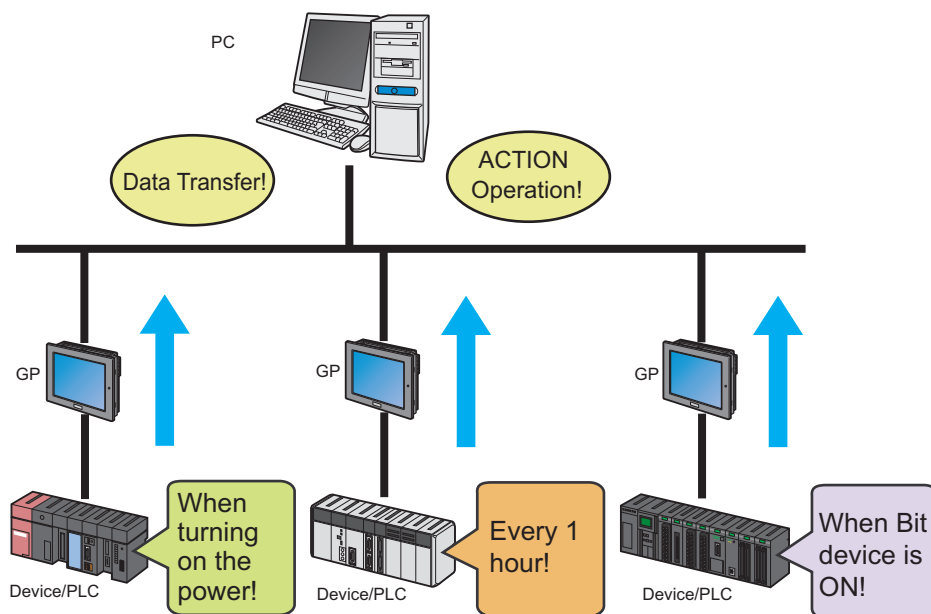 PC
Data Transfer!
ACTION
Operation!
GP
GP
GP
When
turning
on the
power!
Every 1
hour!
When Bit
device is
ON!
Device/PLC
Device/PLC
Device/PLC